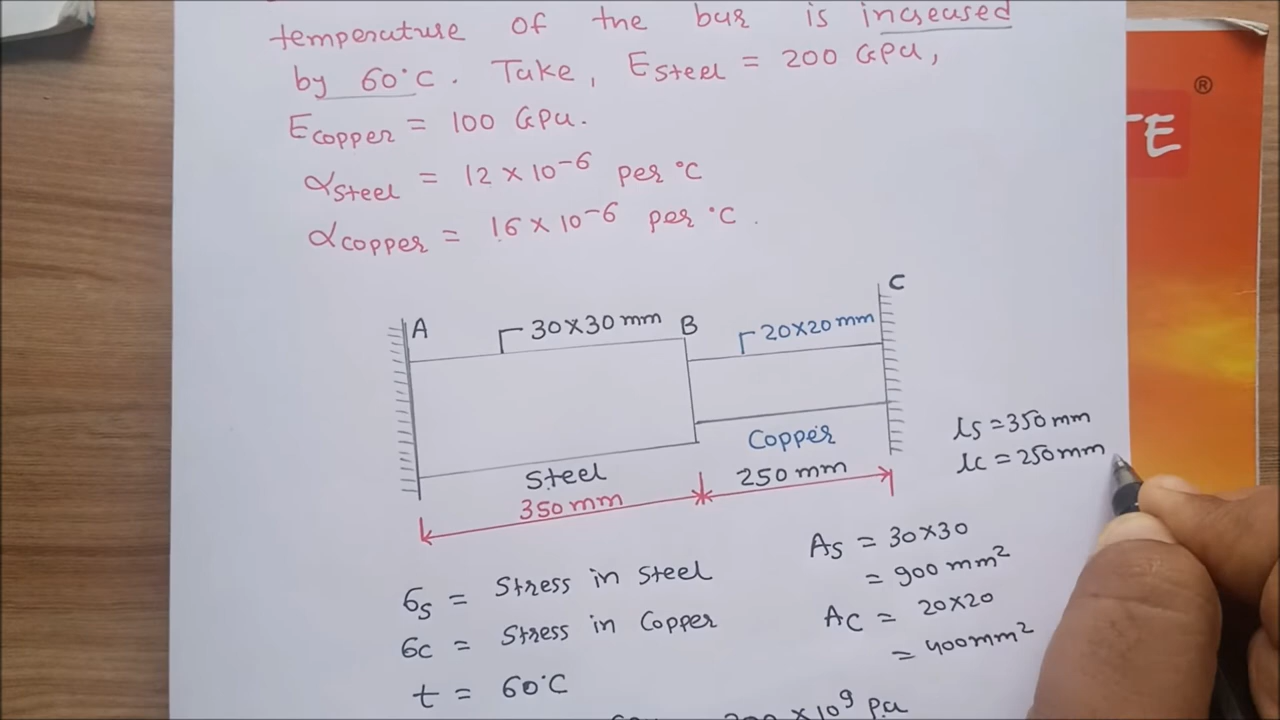 temperature of the bar is increased
by 60°C. Take, Esteel = 200 GPa,
Ecopper = 100 GPa.
αsteel = 12 × 10⁻⁶ per °C
αcopper = 16 × 10⁻⁶ per °C.
A
30×30 mm
B
20×20 mm
C
Steel
350 mm
Copper
250 mm
ls = 350 mm
lc = 250 mm
As = 30×30
= 900 mm²
Ac = 20×20
= 400 mm²
σs = Stress in Steel
σc = Stress in Copper
t = 60°C
×10⁹ Pa
TE
®